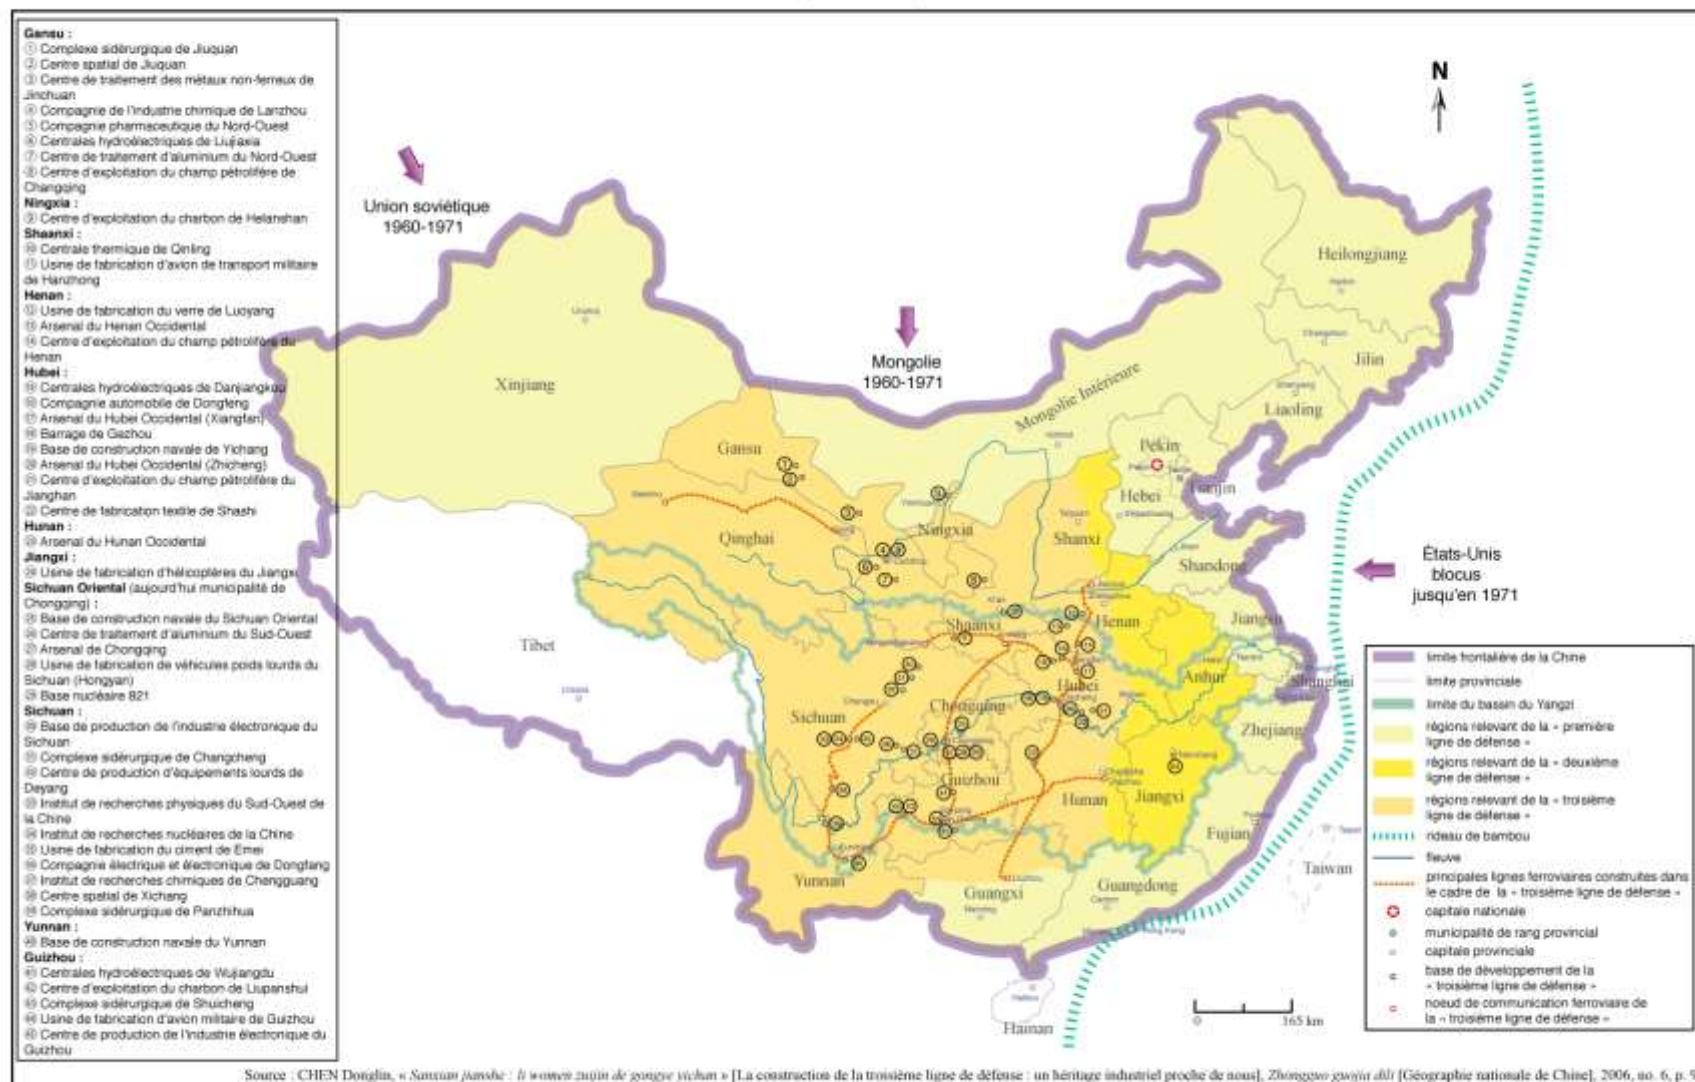 Gansu :
① Complexe sidérurgique de Jiuquan
② Centre spatial de Jiuquan
③ Centre de traitement des métaux non-ferreux de
Jinchuan
④ Compagnie de l'industrie chimique de Lanzhou
⑤ Compagnie pharmaceutique du Nord-Ouest
⑥ Centrales hydroélectriques de Liujiaxia
⑦ Centre de traitement d'aluminium du Nord-Ouest
⑧ Centre d'exploitation du champ pétrolifère de
Changqing
Ningxia :
⑨ Centre d'exploitation du charbon de Helanshan
Shaanxi :
⑩ Centrale thermique de Qinling
⑪ Usine de fabrication d'avion de transport militaire
de Hanzhong
Henan :
⑫ Usine de fabrication du verre de Luoyang
⑬ Arsenal du Henan Occidental
⑭ Centre d'exploitation du champ pétrolifère du
Henan
Hubei :
⑮ Centrales hydroélectriques de Danjiangkou
⑯ Compagnie automobile de Dongfeng
⑰ Arsenal du Hubei Occidental (Xiangfan)
⑱ Barrage de Gezhou
⑲ Base de construction navale de Yichang
⑳ Arsenal du Hubei Occidental (Zhicheng)
㉑ Centre d'exploitation du champ pétrolifère du
Jianghan
㉒ Centre de fabrication textile de Shashi
Hunan :
㉓ Arsenal du Hunan Occidental
Jiangxi :
㉔ Usine de fabrication d'hélicoptères du Jiangxi
Sichuan Oriental (aujourd'hui municipalité de
Chongqing) :
㉕ Base de construction navale du Sichuan Oriental
㉖ Centre de traitement d'aluminium du Sud-Ouest
㉗ Arsenal de Chongqing
㉘ Usine de fabrication de véhicules poids lourds du
Sichuan (Hongyan)
㉙ Base nucléaire 821
Sichuan :
㉚ Base de production de l'industrie électronique du
Sichuan
㉛ Complexe sidérurgique de Changcheng
㉜ Centre de production d'équipements lourds de
Deyang
㉝ Institut de recherches physiques du Sud-Ouest de
la Chine
㉞ Institut de recherches nucléaires de la Chine
㉟ Usine de fabrication du ciment de Emei
㊱ Compagnie électrique et électronique de Dongfang
㊲ Institut de recherches chimiques de Chengguang
㊳ Centre spatial de Xichang
㊴ Complexe sidérurgique de Panzhihua
Yunnan :
㊵ Base de construction navale du Yunnan
Guizhou :
㊶ Centrales hydroélectriques de Wujiangdu
㊷ Centre d'exploitation du charbon de Liupanshui
㊸ Complexe sidérurgique de Shuicheng
㊹ Usine de fabrication d'avion militaire de Guizhou
㊺ Centre de production de l'industrie électronique du
Guizhou
N
Union soviétique
1960-1971
Mongolie
1960-1971
États-Unis
blocus
jusqu'en 1971
Heilongjiang
Jilin
Liaoling
Mongolie Intérieure
Xinjiang
Pékin
Tianjin
Hebei
Gansu
Ningxia
Shanxi
Qinghai
Shandong
Shaanxi
Henan
Jiangsu
Tibet
Anhui
Shanghai
Hubei
Sichuan
Chongqing
Zhejiang
Guizhou
Hunan
Jiangxi
Fujian
Yunnan
Guangxi
Guangdong
Taiwan
Hainan
0 365 km
limite frontalière de la Chine
limite provinciale
limite du bassin du Yangzi
régions relevant de la « première
ligne de défense »
régions relevant de la « deuxième
ligne de défense »
régions relevant de la « troisième
ligne de défense »
rideau de bambou
fleuve
principales lignes ferroviaires construites dans
le cadre de la « troisième ligne de défense »
capitale nationale
municipalité de rang provincial
capitale provinciale
base de développement de la
« troisième ligne de défense »
noeud de communication ferroviaire de
la « troisième ligne de défense »
Source : CHEN Donglin, « Sanxian jianshe : li women zuijin de gongye yichan » [La construction de la troisième ligne de défense : un héritage industriel proche de nous], Zhongguo guojia dili [Géographie nationale de Chine], 2006, no. 6, p.